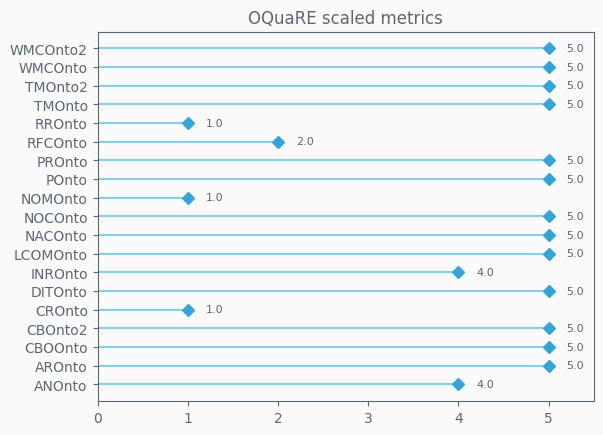 OQuaRE scaled metrics
WMCOnto2 5.0
WMCOnto 5.0
TMOnto2 5.0
TMOnto 5.0
RROnto 1.0
RFCOnto 2.0
PROnto 5.0
POnto 5.0
NOMOnto 1.0
NOCOnto 5.0
NACOnto 5.0
LCOMOnto 5.0
INROnto 4.0
DITOnto 5.0
CROnto 1.0
CBOnto2 5.0
CBOOnto 5.0
AROnto 5.0
ANOnto 4.0
0 1 2 3 4 5